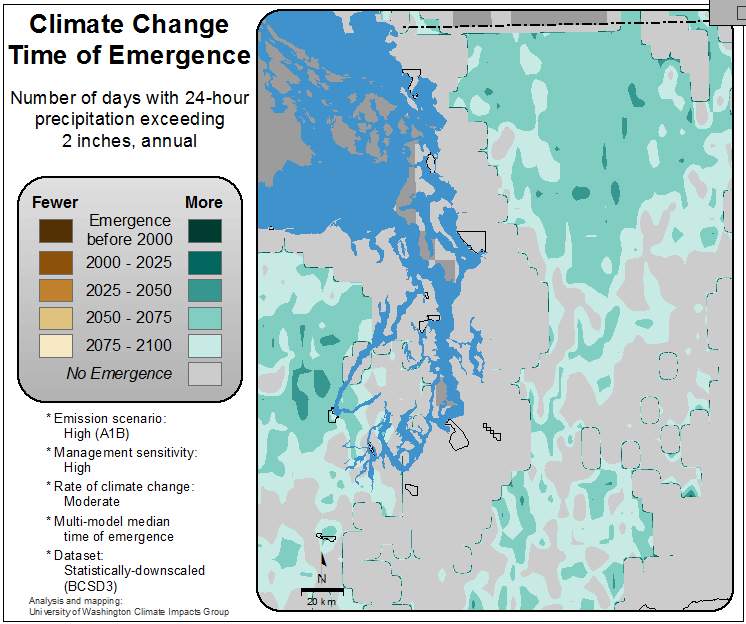 Climate Change
Time of Emergence
Number of days with 24-hour
precipitation exceeding
2 inches, annual
Fewer More
Emergence
before 2000
2000 - 2025
2025 - 2050
2050 - 2075
2075 - 2100
No Emergence
* Emission scenario:
High (A1B)
* Management sensitivity:
High
* Rate of climate change:
Moderate
* Multi-model median
time of emergence
* Dataset:
Statistically-downscaled
(BCSD3)
Analysis and mapping:
University of Washington Climate Impacts Group
N
20 km